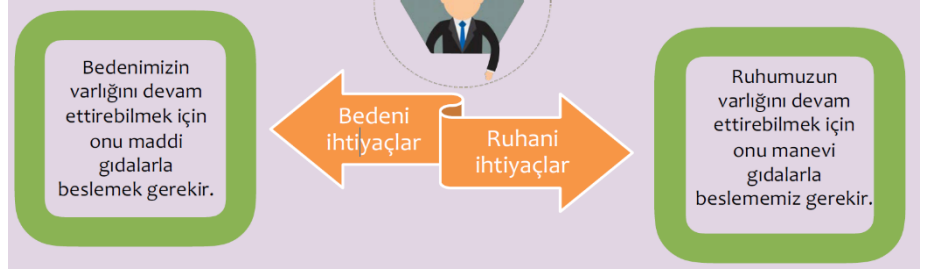 Bedenimizin
varlığını devam
ettirebilmek için
onu maddi
gıdalarla
beslemek gerekir.
Bedeni
ihtiyaçlar
Ruhani
ihtiyaçlar
Ruhumuzun
varlığını devam
ettirebilmek için
onu manevi
gıdalarla
beslememiz gerekir.